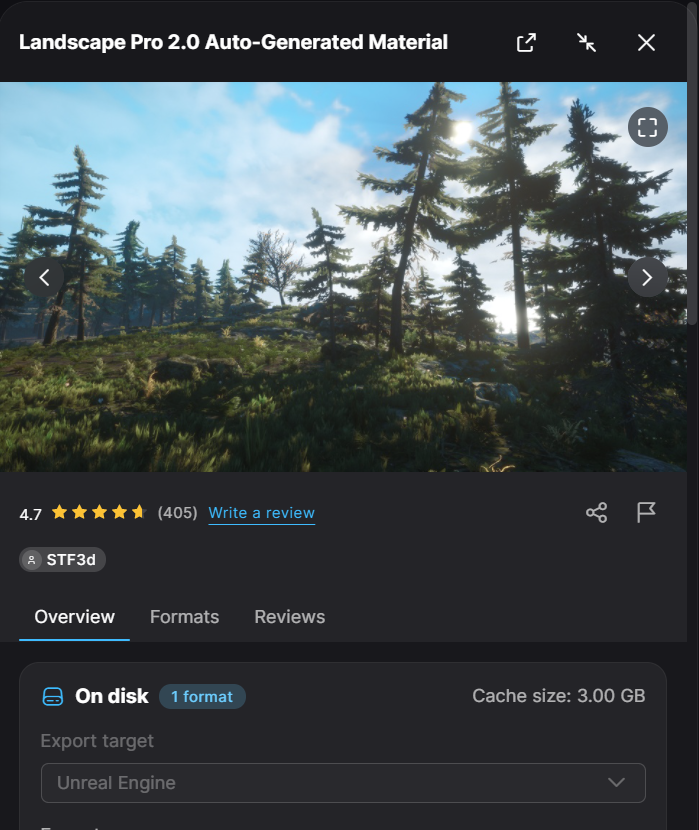 Landscape Pro 2.0 Auto-Generated Material
4.7 (405) Write a review
STF3d
Overview Formats Reviews
On disk 1 format Cache size: 3.00 GB
Export target
Unreal Engine